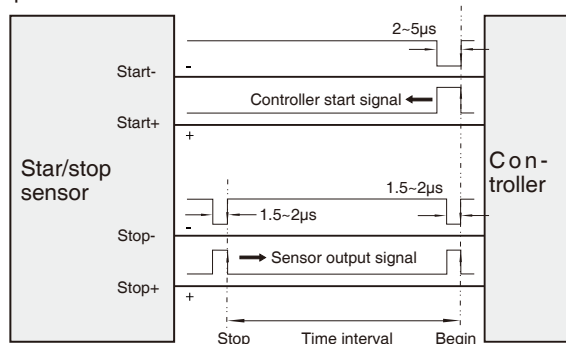 2~5μs
Start-
-
Controller start signal
Start+
+
Star/stop
sensor
Con-
troller
1.5~2μs
1.5~2μs
Stop-
-
Sensor output signal
Stop+
+
Stop Time interval Begin